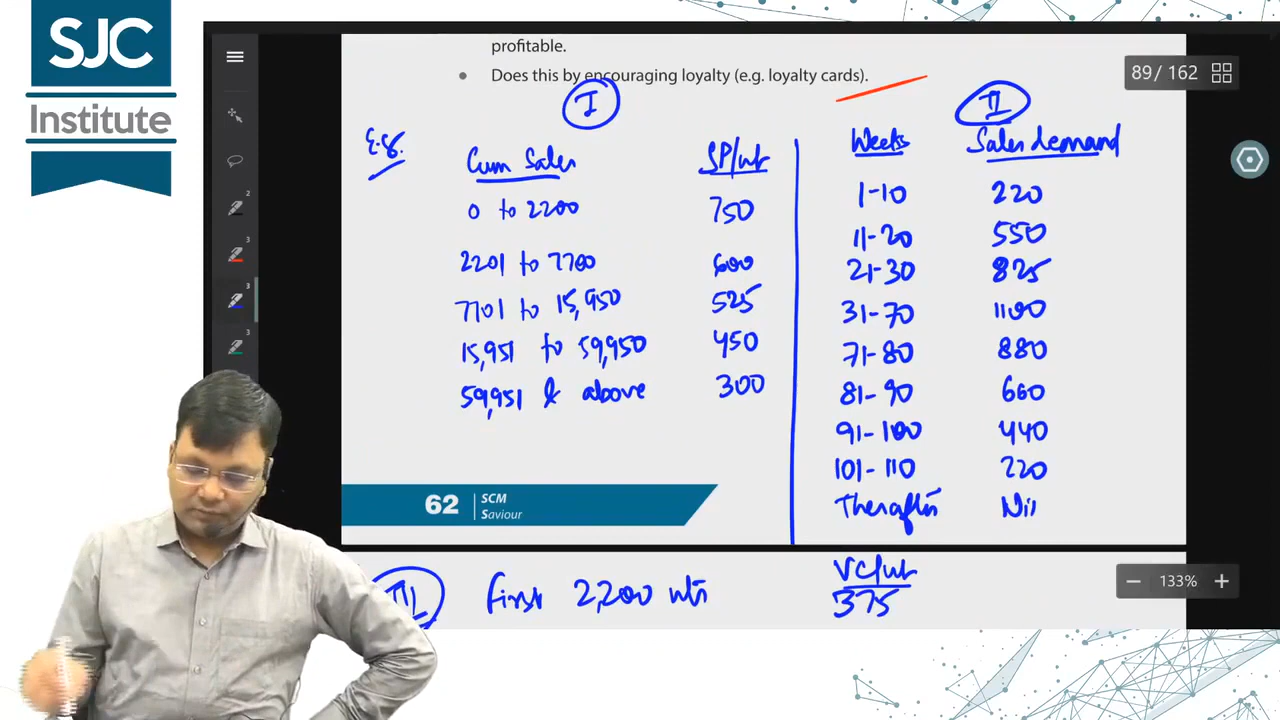 SJC
Institute
profitable.
• Does this by encouraging loyalty (e.g. loyalty cards).
89 / 162
I
II
E.g.
Cum Sales SP/ut
0 to 2200 750
2201 to 7700 600
7701 to 15,950 525
15,951 to 59,950 450
59,951 & above 300
Weeks Sales demand
1-10 220
11-20 550
21-30 825
31-70 1100
71-80 880
81-90 660
91-100 440
101-110 220
Therafter Nil
62 SCM
Saviour
III First 2,200 uts
VC/ut
375
133%